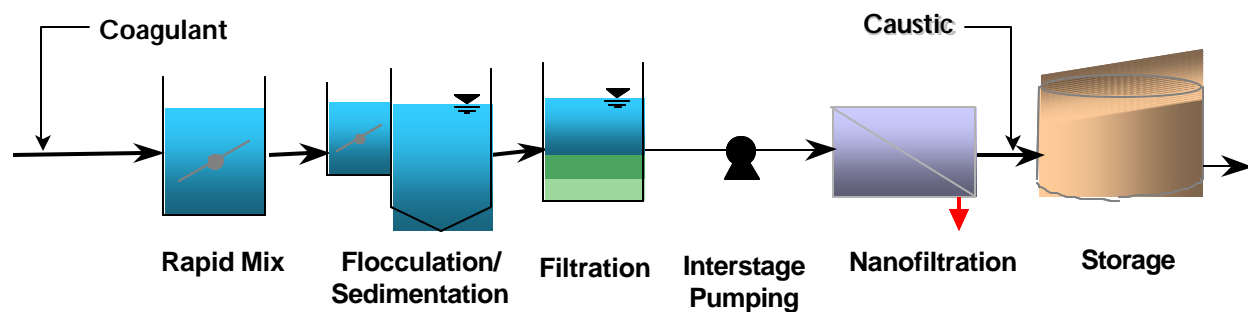 Coagulant
Caustic
Rapid Mix
Flocculation/
Sedimentation
Filtration
Interstage
Pumping
Nanofiltration
Storage